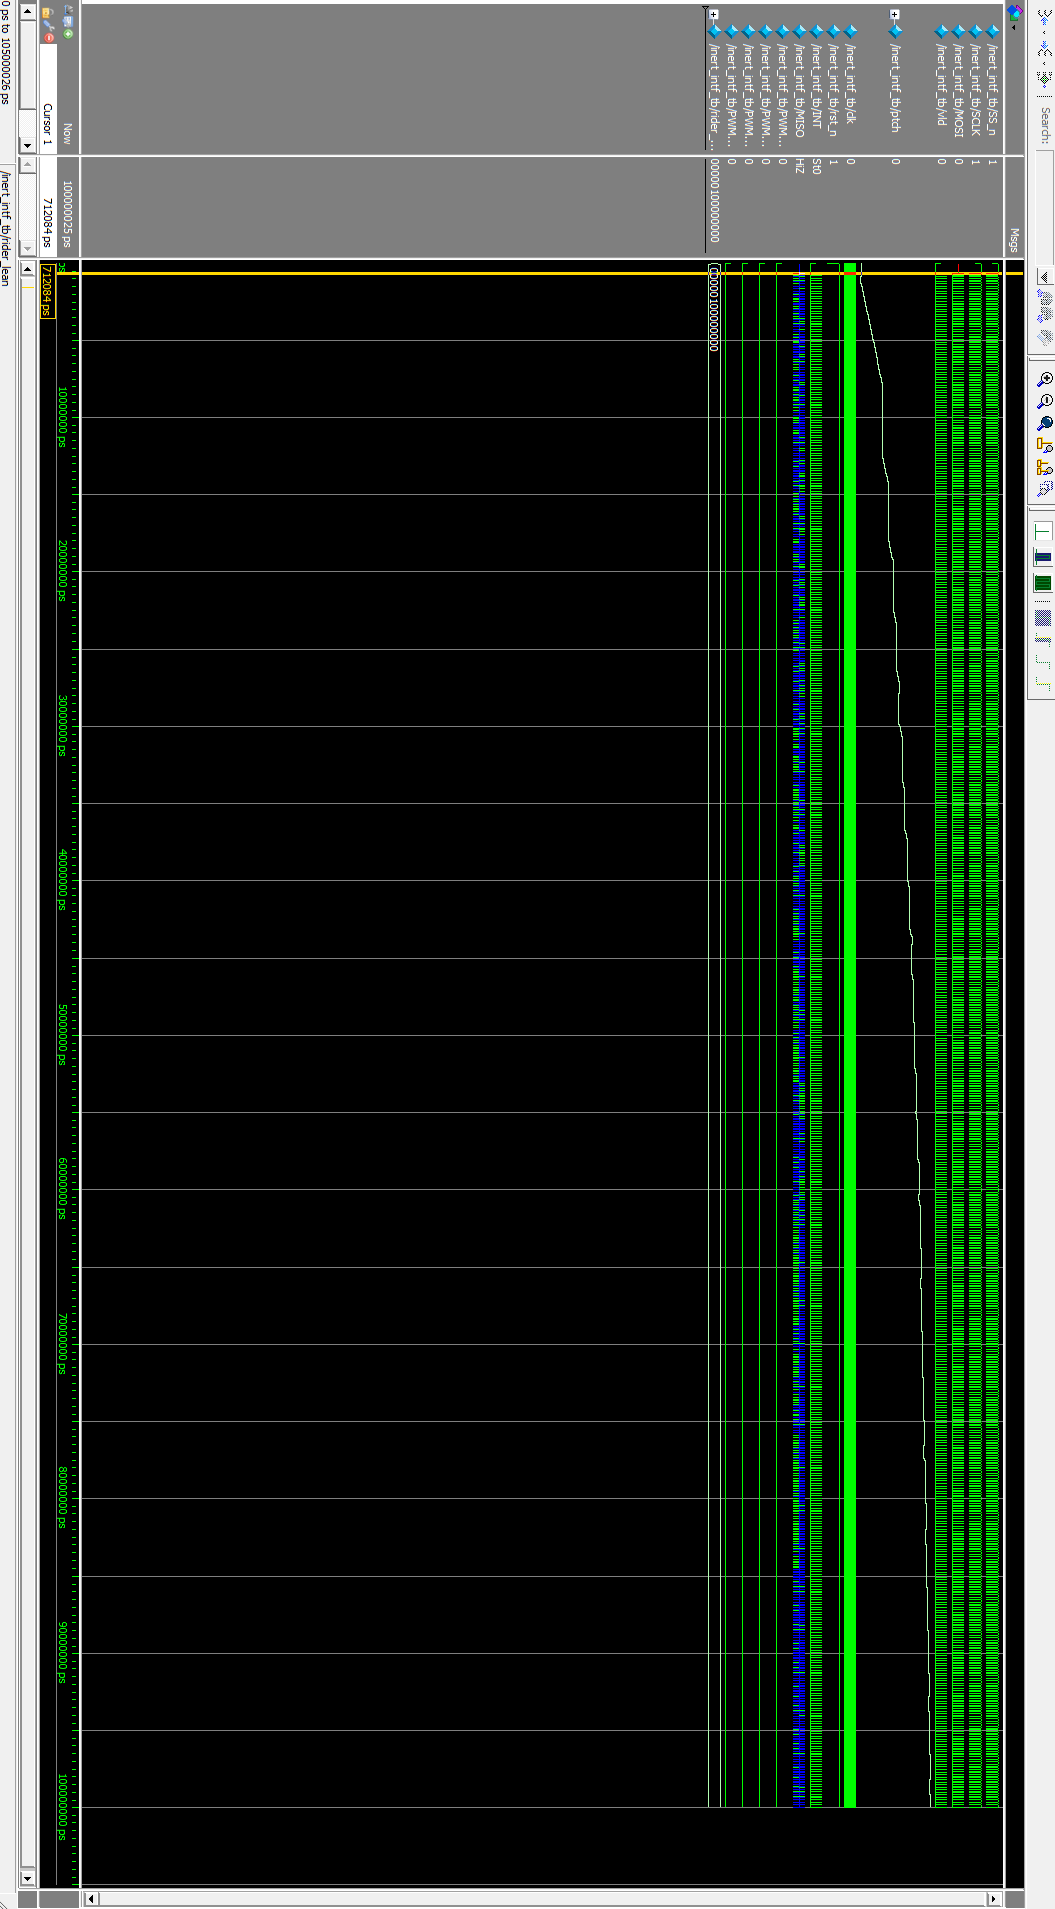 Search:
Msgs
/inert_intf_tb/SS_n 1
/inert_intf_tb/SCLK 1
/inert_intf_tb/MOSI 0
/inert_intf_tb/vld 0
/inert_intf_tb/ptch 0
/inert_intf_tb/clk 0
/inert_intf_tb/rst_n 1
/inert_intf_tb/INT St0
/inert_intf_tb/MISO HiZ
/inert_intf_tb/PWM... 0
/inert_intf_tb/PWM... 0
/inert_intf_tb/PWM... 0
/inert_intf_tb/PWM... 0
/inert_intf_tb/rider_... 0000010000000
0000100000000
Now 100000025 ps
ps 10000000 ps 20000000 ps 30000000 ps 40000000 ps 50000000 ps 60000000 ps 70000000 ps 80000000 ps 90000000 ps 100000000 ps
Cursor 1 712084 ps
712084 ps
0 ps to 105000026 ps /inert_intf_tb/rider_lean